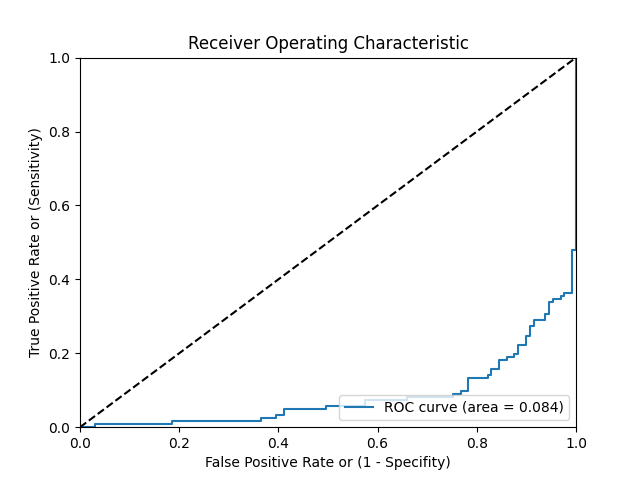 Receiver Operating Characteristic
True Positive Rate or (Sensitivity)
1.0
0.8
0.6
0.4
0.2
0.0
ROC curve (area = 0.084)
0.0 0.2 0.4 0.6 0.8 1.0
False Positive Rate or (1 - Specifity)